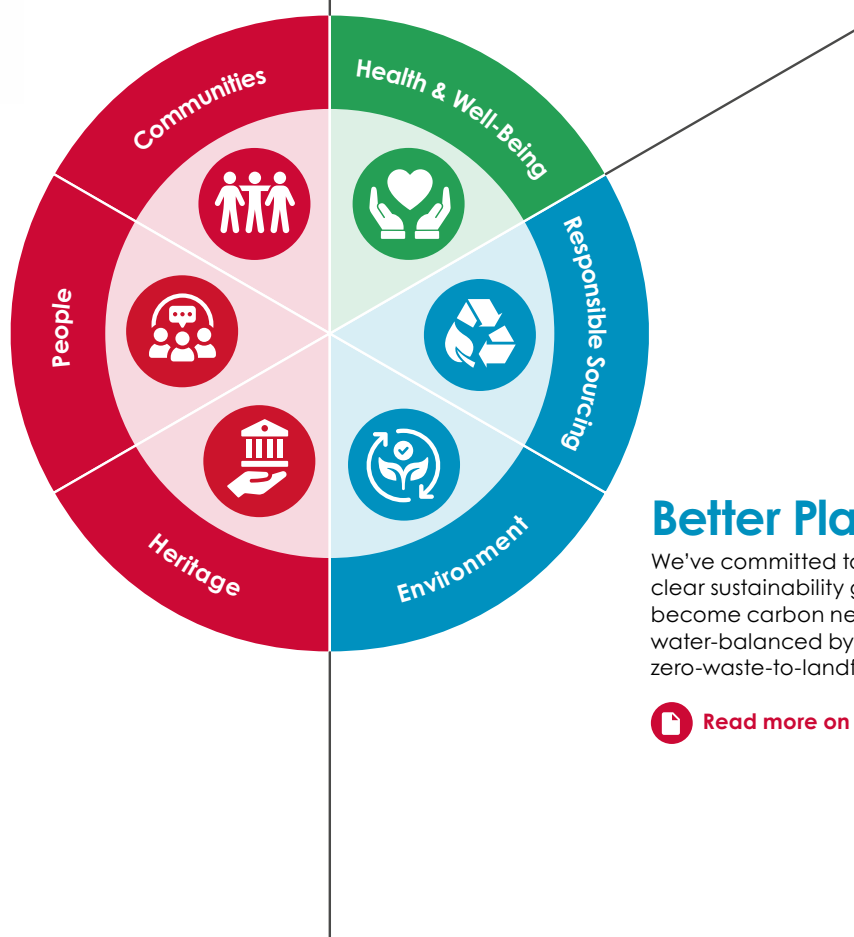 Communities
Health & Well-Being
People
Responsible Sourcing
Heritage
Environment
Better Pla
We've committed to
clear sustainability g
become carbon ne
water-balanced by
zero-waste-to-landf
Read more on